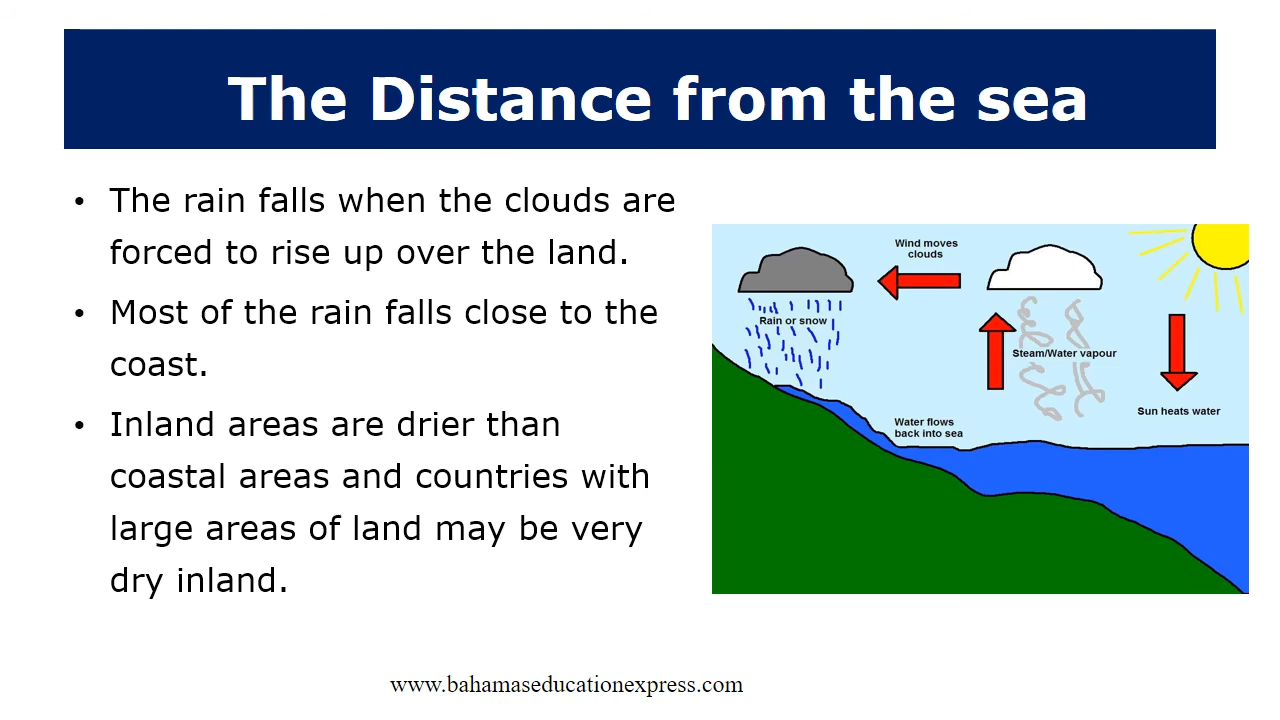 The Distance from the sea
• The rain falls when the clouds are
forced to rise up over the land.
• Most of the rain falls close to the
coast.
• Inland areas are drier than
coastal areas and countries with
large areas of land may be very
dry inland.
Wind moves
clouds
Rain or snow
Steam/Water vapour
Sun heats water
Water flows
back into sea
www.bahamaseducationexpress.com